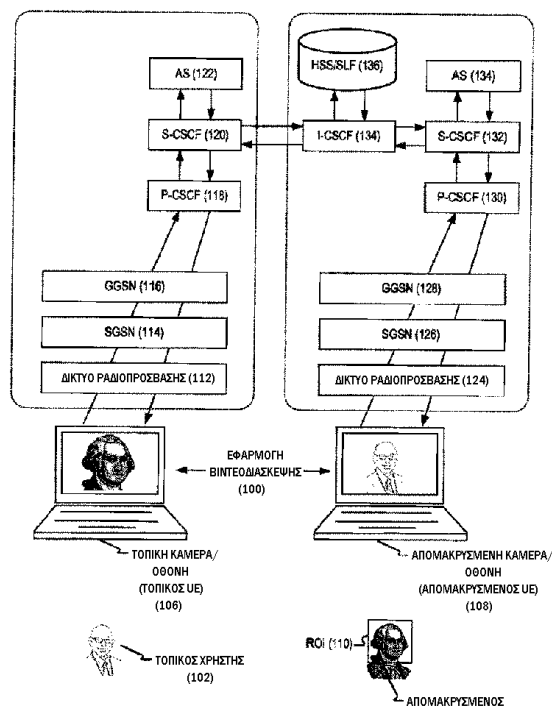 HSS/SLF (136)
AS (122)
AS (134)
S-CSCF (120)
I-CSCF (134)
S-CSCF (132)
P-CSCF (118)
P-CSCF (130)
GGSN (116)
GGSN (128)
SGSN (114)
SGSN (126)
ΔΙΚΤΥΟ ΡΑΔΙΟΠΡΟΣΒΑΣΗΣ (112)
ΔΙΚΤΥΟ ΡΑΔΙΟΠΡΟΣΒΑΣΗΣ (124)
ΕΦΑΡΜΟΓΗ
ΒΙΝΤΕΟΔΙΑΣΚΕΨΗΣ
(100)
ΤΟΠΙΚΗ ΚΑΜΕΡΑ/
ΟΘΟΝΗ
(ΤΟΠΙΚΟΣ UE)
(106)
ΑΠΟΜΑΚΡΥΣΜΕΝΗ ΚΑΜΕΡΑ/
ΟΘΟΝΗ
(ΑΠΟΜΑΚΡΥΣΜΕΝΟΣ UE)
(108)
ΤΟΠΙΚΟΣ ΧΡΗΣΤΗΣ
(102)
ROi (110)
ΑΠΟΜΑΚΡΥΣΜΕΝΟΣ